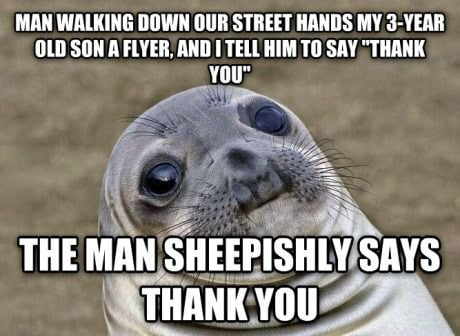 MAN WALKING DOWN OUR STREET HANDS MY 3-YEAR
OLD SON A FLYER, AND I TELL HIM TO SAY "THANK
YOU"
THE MAN SHEEPISHLY SAYS
THANK YOU